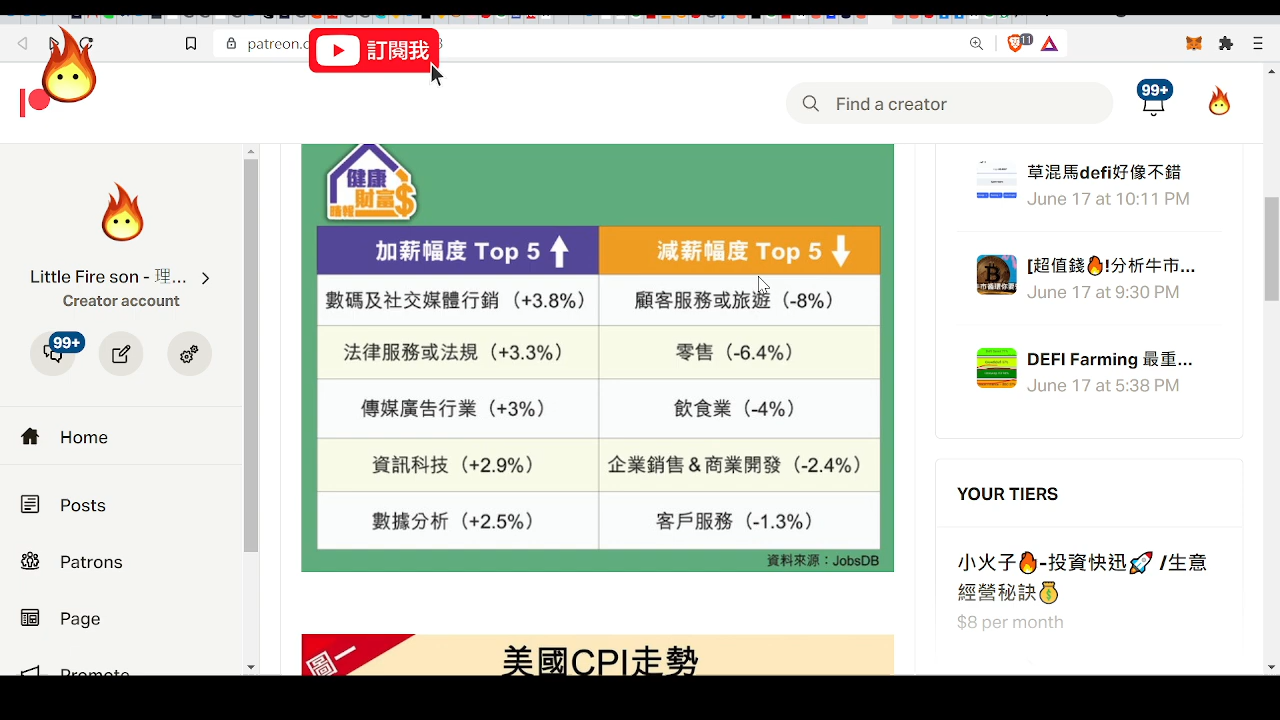 patreon.c
訂閱我
11
Find a creator
99+
Little Fire son - 理...
Creator account
99+
Home
Posts
Patrons
Page
Promote
健康
財富
晴報
加薪幅度 Top 5
減薪幅度 Top 5
數碼及社交媒體行銷（+3.8%）
顧客服務或旅遊（-8%）
法律服務或法規（+3.3%）
零售（-6.4%）
傳媒廣告行業（+3%）
飲食業（-4%）
資訊科技（+2.9%）
企業銷售＆商業開發（-2.4%）
數據分析（+2.5%）
客戶服務（-1.3%）
資料來源：JobsDB
圖一
美國CPI走勢
草混馬defi好像不錯
June 17 at 10:11 PM
[超值錢🔥!分析牛市...
June 17 at 9:30 PM
DEFI Farming 最重...
June 17 at 5:38 PM
YOUR TIERS
小火子🔥-投資快迅🚀 /生意
經營秘訣💰
$8 per month